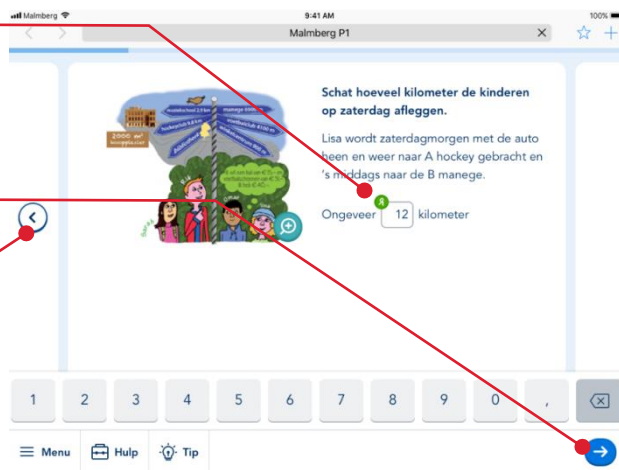 Malmberg
9:41 AM
100%
Malmberg P1
Schat hoeveel kilometer de kinderen
op zaterdag afleggen.
Lisa wordt zaterdagmorgen met de auto
heen en weer naar A hockey gebracht en
's middags naar de B manege.
Ongeveer 12 kilometer
2000 m²
1 2 3 4 5 6 7 8 9 0 ,
Menu Hulp Tip